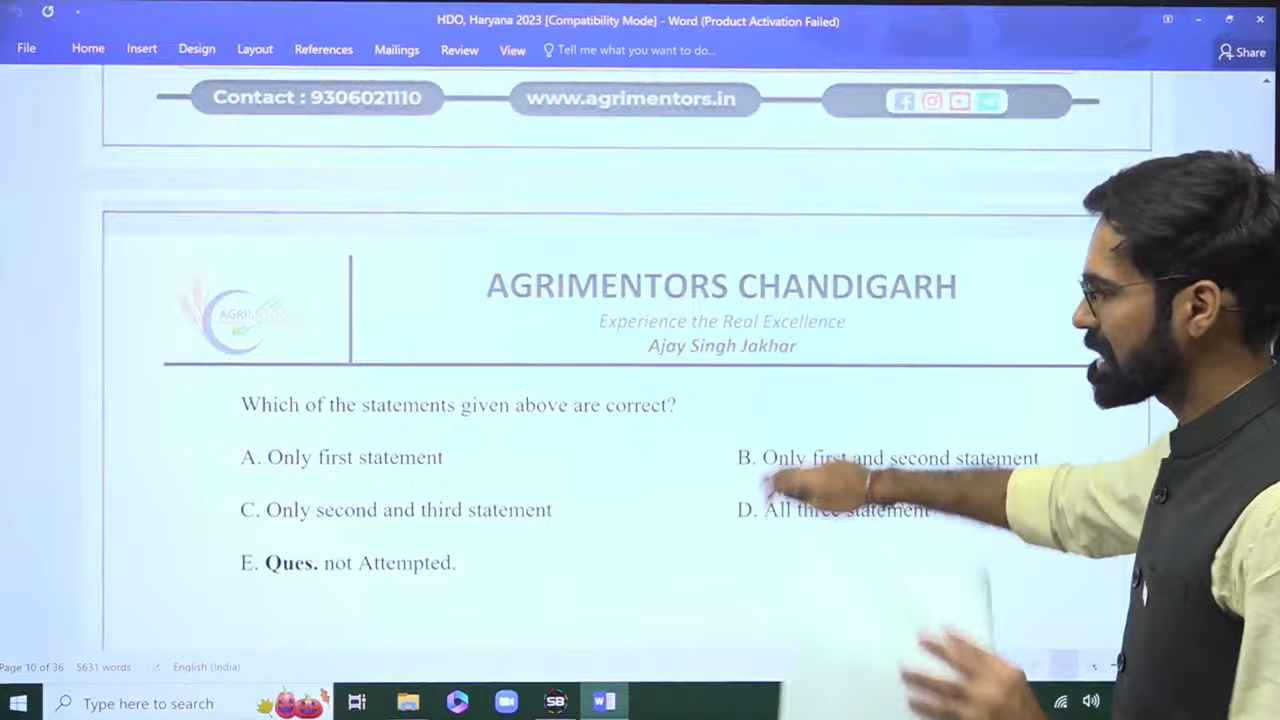 HDO, Haryana 2023 [Compatibility Mode] - Word (Product Activation Failed)
File Home Insert Design Layout References Mailings Review View Tell me what you want to do... Share
Contact : 9306021110 www.agrimentors.in
AGRIMENTORS CHANDIGARH
Experience the Real Excellence
Ajay Singh Jakhar
Which of the statements given above are correct?
A. Only first statement
B. Only first and second statement
C. Only second and third statement
D. All three statement
E. Ques. not Attempted.
Page 10 of 36 5631 words English (India)
Type here to search